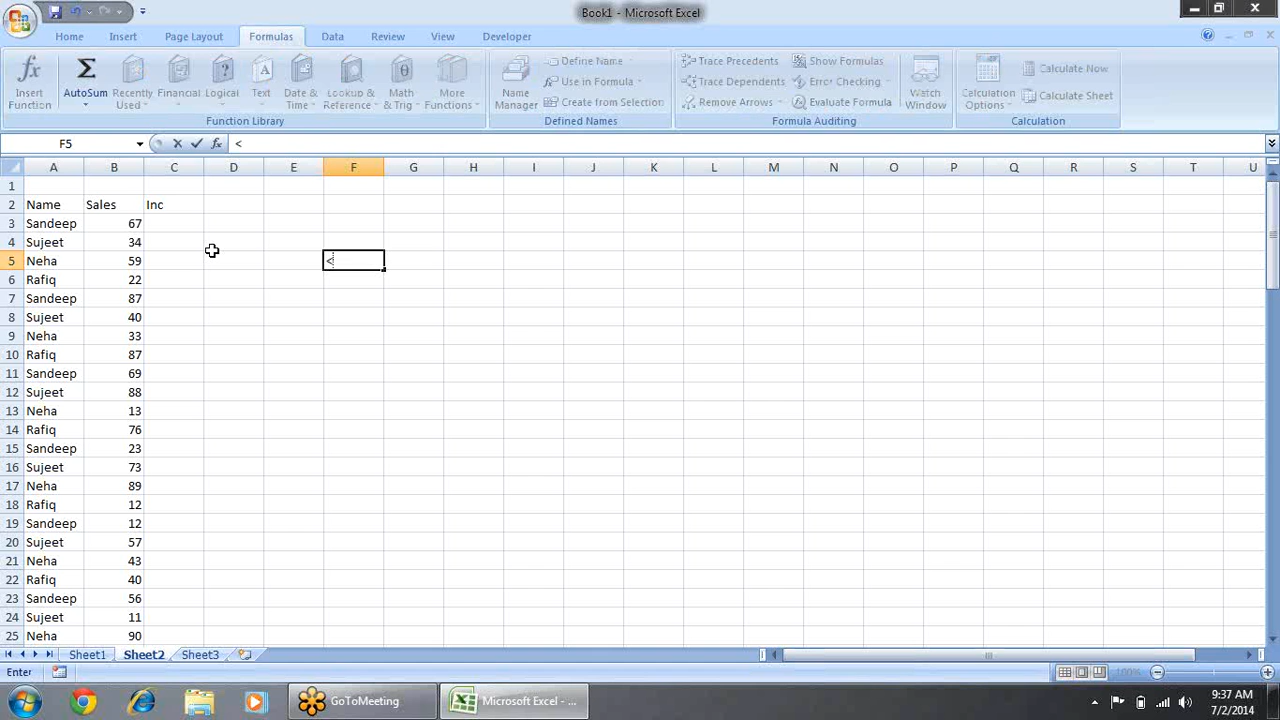 Book1 - Microsoft Excel
Home Insert Page Layout Formulas Data Review View Developer
Insert Function
AutoSum
Recently Used
Financial
Logical
Text
Date & Time
Lookup & Reference
Math & Trig
More Functions
Function Library
Name Manager
Define Name
Use in Formula
Create from Selection
Defined Names
Trace Precedents
Trace Dependents
Remove Arrows
Show Formulas
Error Checking
Evaluate Formula
Watch Window
Formula Auditing
Calculation Options
Calculate Now
Calculate Sheet
Calculation
F5 fx <
A B C D E F G H I J K L M N O P Q R S T U
1
2 Name Sales Inc
3 Sandeep 67
4 Sujeet 34
5 Neha 59 <
6 Rafiq 22
7 Sandeep 87
8 Sujeet 40
9 Neha 33
10 Rafiq 87
11 Sandeep 69
12 Sujeet 88
13 Neha 13
14 Rafiq 76
15 Sandeep 23
16 Sujeet 73
17 Neha 89
18 Rafiq 12
19 Sandeep 12
20 Sujeet 57
21 Neha 43
22 Rafiq 40
23 Sandeep 56
24 Sujeet 11
25 Neha 90
Sheet1 Sheet2 Sheet3
Enter 100%
GoToMeeting
Microsoft Excel - ...
9:37 AM
7/2/2014